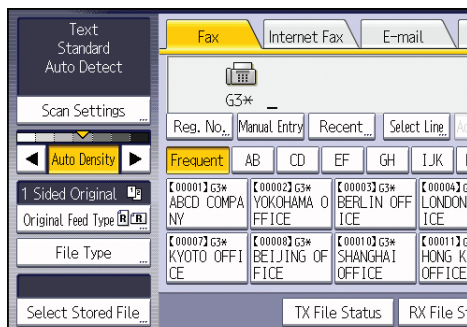 Text
Standard
Auto Detect
Scan Settings
Auto Density
1 Sided Original
Original Feed Type
File Type
Select Stored File
Fax
Internet Fax
E-mail
G3* _
Reg. No.
Manual Entry
Recent
Select Line
Frequent
AB
CD
EF
GH
IJK
[00001] G3*
ABCD COMPA
NY
[00002] G3*
YOKOHAMA O
FFICE
[00003] G3*
BERLIN OFF
ICE
[00004] G
LONDON
ICE
[00007] G3*
KYOTO OFFI
CE
[00008] G3*
BEIJING OF
FICE
[00010] G3*
SHANGHAI
OFFICE
[00011] G
HONG K
OFFICE
TX File Status
RX File S